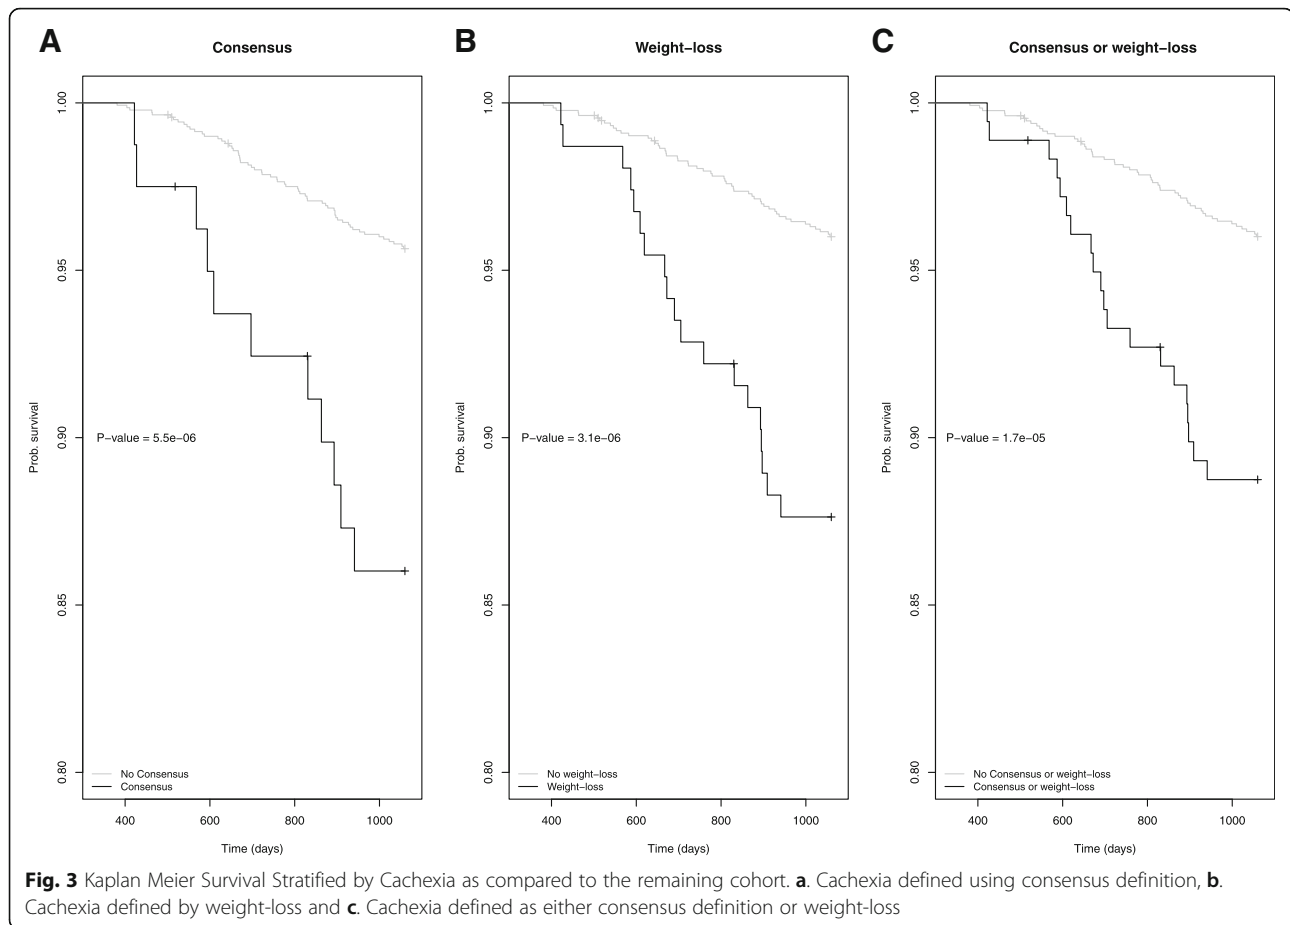 A
Consensus
1.00
0.95
0.90
0.85
0.80
Prob. survival
P−value = 5.5e−06
No Consensus
Consensus
400 600 800 1000
Time (days)
B
Weight−loss
1.00
0.95
0.90
0.85
0.80
Prob. survival
P−value = 3.1e−06
No weight−loss
Weight−loss
400 600 800 1000
Time (days)
C
Consensus or weight−loss
1.00
0.95
0.90
0.85
0.80
Prob. survival
P−value = 1.7e−05
No Consensus or weight−loss
Consensus or weight−loss
400 600 800 1000
Time (days)
Fig. 3 Kaplan Meier Survival Stratified by Cachexia as compared to the remaining cohort. a. Cachexia defined using consensus definition, b.
Cachexia defined by weight-loss and c. Cachexia defined as either consensus definition or weight-loss